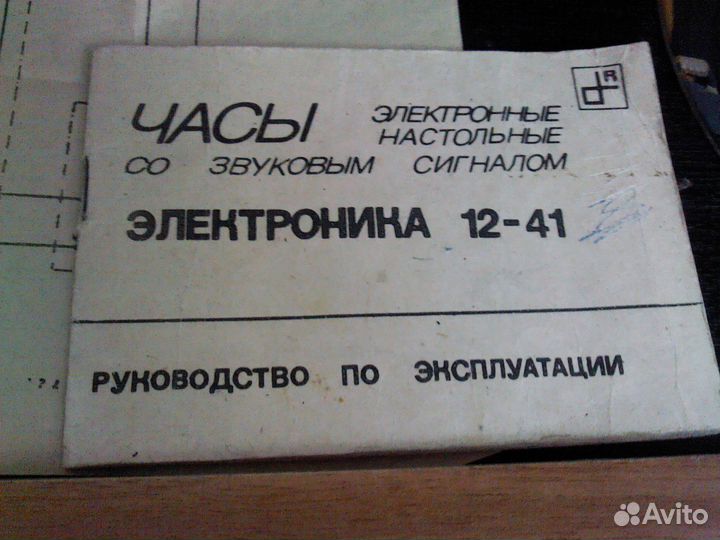 ЧАСЫ ЭЛЕКТРОННЫЕ
НАСТОЛЬНЫЕ
СО ЗВУКОВЫМ СИГНАЛОМ
ЭЛЕКТРОНИКА 12-41
РУКОВОДСТВО ПО ЭКСПЛУАТАЦИИ
R
Avito